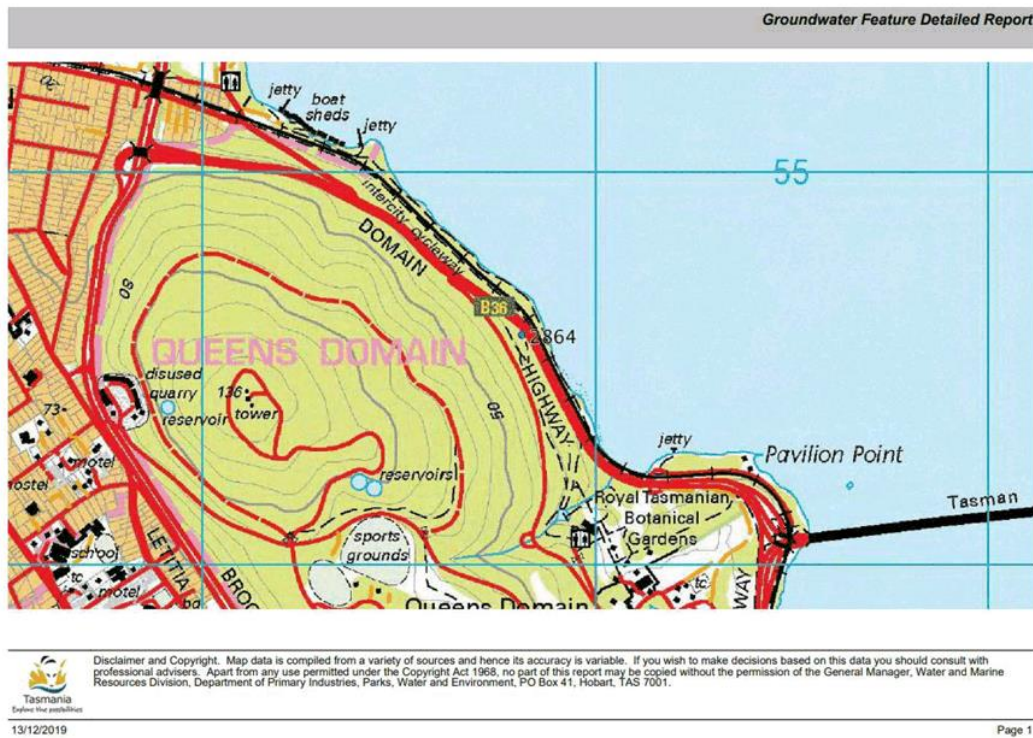 Groundwater Feature Detailed Report
jetty
boat
sheds
jetty
55
intercity cycleway
DOMAIN
60
B36
2864
QUEENS DOMAIN
HIGHWAY
disused
quarry
136
tower
reservoir
50
73
jetty
Pavilion Point
motel
reservoirs
Tasman
Royal Tasmanian
Botanical
Gardens
sports
grounds
school
tc
motel
LETITIA
BROO
tc
WAY
Queens Domain
Disclaimer and Copyright. Map data is compiled from a variety of sources and hence its accuracy is variable. If you wish to make decisions based on this data you should consult with
professional advisers. Apart from any use permitted under the Copyright Act 1968, no part of this report may be copied without the permission of the General Manager, Water and Marine
Resources Division, Department of Primary Industries, Parks, Water and Environment, PO Box 41, Hobart, TAS 7001.
Tasmania
Explore the possibilities
13/12/2019
Page 1